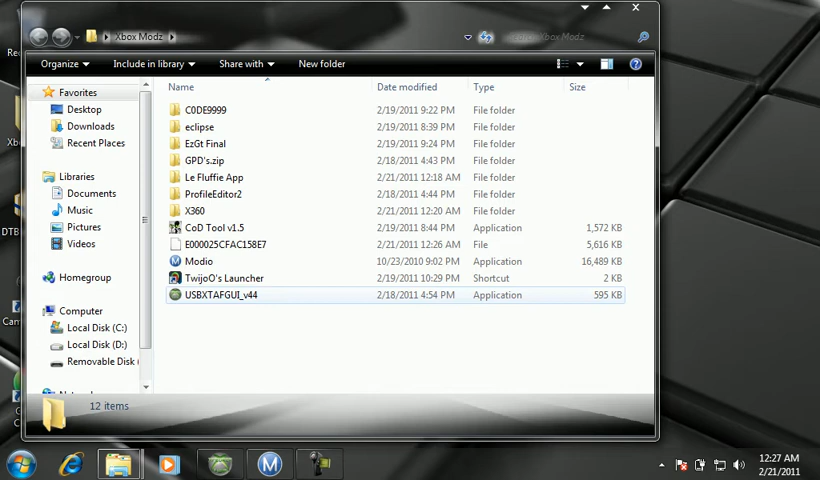 Rec
Xbox Modz
Search Xbox Modz
Organize Include in library Share with New folder
Name Date modified Type Size
Favorites
Desktop
Downloads
Recent Places
Libraries
Documents
Music
Pictures
Videos
Homegroup
Computer
Local Disk (C:)
Local Disk (D:)
Removable Disk (
C0DE9999 2/19/2011 9:22 PM File folder
eclipse 2/19/2011 8:39 PM File folder
EzGt Final 2/19/2011 9:24 PM File folder
GPD's.zip 2/18/2011 4:43 PM File folder
Le Fluffie App 2/21/2011 12:18 AM File folder
ProfileEditor2 2/18/2011 4:44 PM File folder
X360 2/21/2011 12:20 AM File folder
CoD Tool v1.5 2/19/2011 8:44 PM Application 1,572 KB
E000025CFAC158E7 2/21/2011 12:26 AM File 5,616 KB
Modio 10/23/2010 9:02 PM Application 16,489 KB
TwijoO's Launcher 2/19/2011 10:29 PM Shortcut 2 KB
USBXTAFGUI_v44 2/18/2011 4:54 PM Application 595 KB
12 items
Xbo
DTB
Cam
12:27 AM
2/21/2011